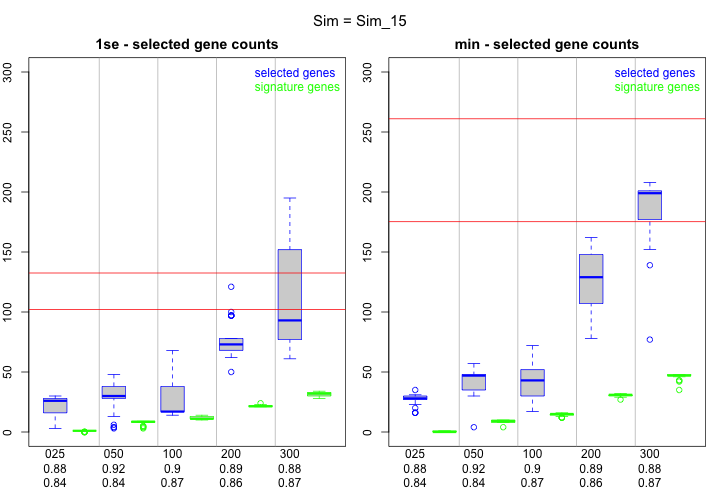 Sim = Sim_15
1se - selected gene counts
selected genes
signature genes
300
250
200
150
100
50
0
025 050 100 200 300
0.88 0.92 0.9 0.89 0.88
0.84 0.84 0.87 0.86 0.87
min - selected gene counts
selected genes
signature genes
300
250
200
150
100
50
0
025 050 100 200 300
0.88 0.92 0.9 0.89 0.88
0.84 0.84 0.87 0.86 0.87